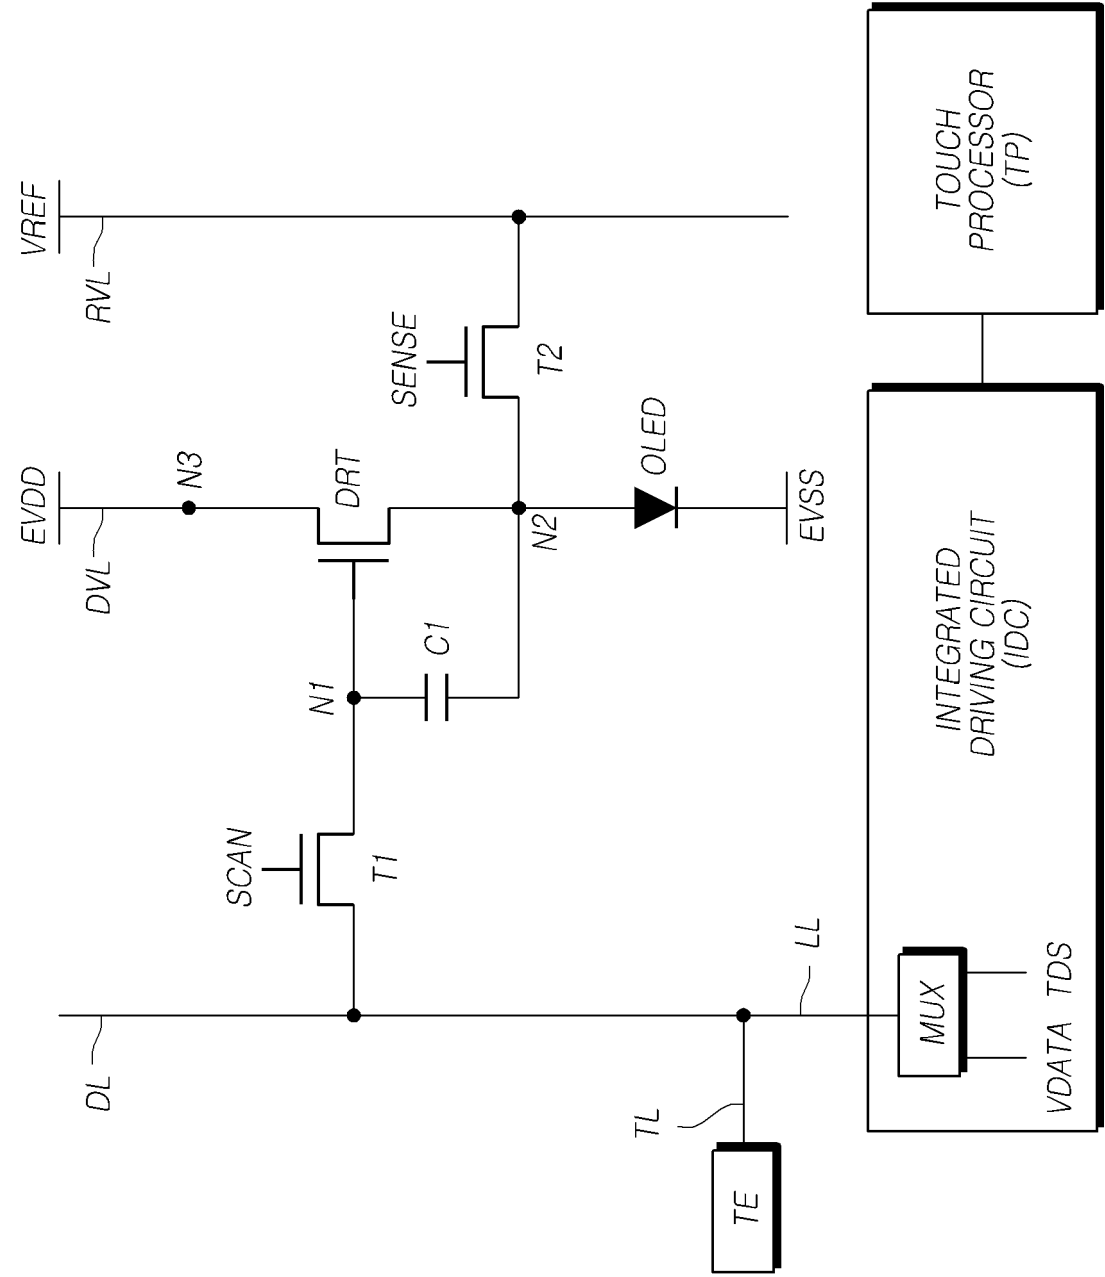 VREF
RVL
EVDD
DVL
N3
DRT
SENSE
T2
N2
OLED
EVSS
N1
C1
SCAN
T1
DL
TL
TE
LL
MUX
VDATA
TDS
INTEGRATED
DRIVING CIRCUIT
(IDC)
TOUCH
PROCESSOR
(TP)